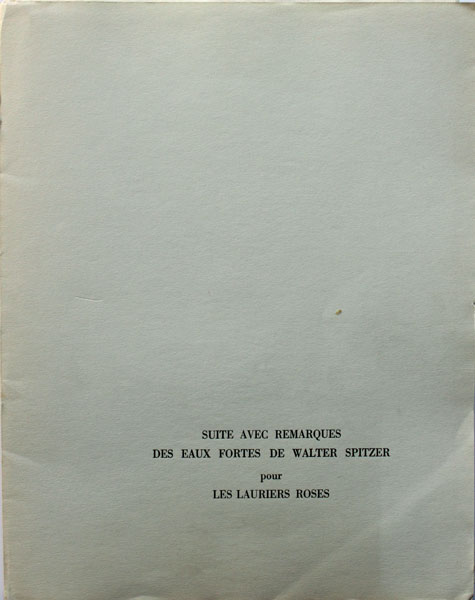 SUITE AVEC REMARQUES
DES EAUX FORTES DE WALTER SPITZER
pour
LES LAURIERS ROSES